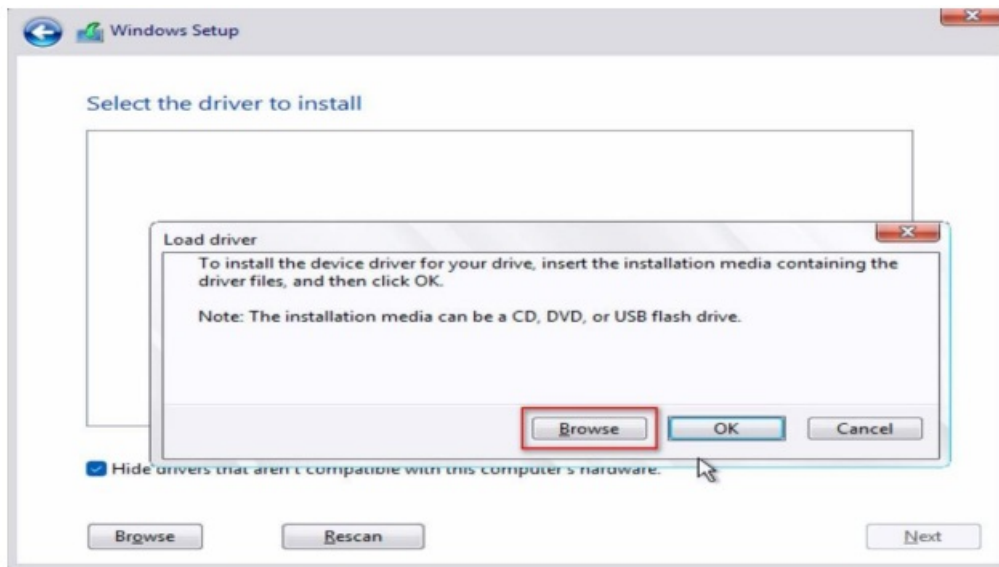 Windows Setup
Select the driver to install
Load driver
To install the device driver for your drive, insert the installation media containing the
driver files, and then click OK.
Note: The installation media can be a CD, DVD, or USB flash drive.
Browse
OK
Cancel
Hide drivers that aren't compatible with this computer's hardware.
Browse
Rescan
Next